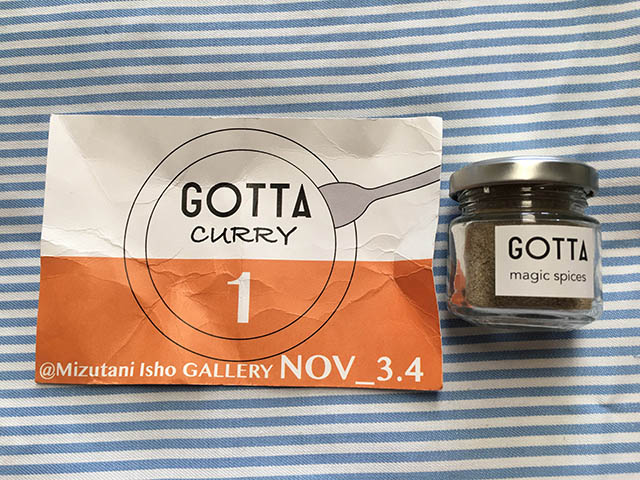 GOTTA
CURRY
1
@Mizutani Isho GALLERY NOV_3.4
GOTTA
magic spices